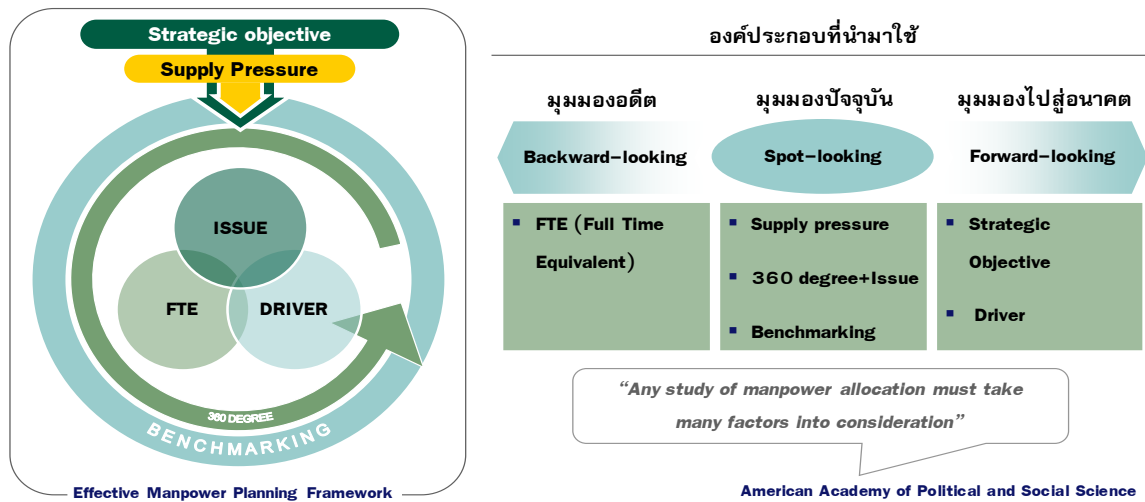 Strategic objective
Supply Pressure
ISSUE
FTE
DRIVER
360 DEGREE
BENCHMARKING
Effective Manpower Planning Framework
องค์ประกอบที่นำมาใช้
มุมมองอดีต
มุมมองปัจจุบัน
มุมมองไปสู่อนาคต
Backward-looking
Spot-looking
Forward-looking
▪ FTE (Full Time
Equivalent)
▪ Supply pressure
▪ 360 degree+Issue
▪ Benchmarking
▪ Strategic
Objective
▪ Driver
“Any study of manpower allocation must take
many factors into consideration”
American Academy of Political and Social Science